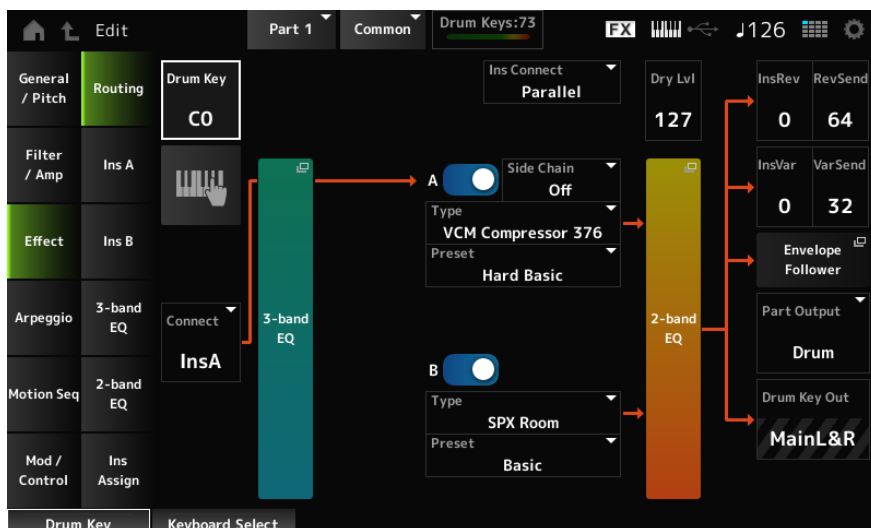 Edit
Part 1
Common
Drum Keys:73
FX
♩126
General
/ Pitch
Routing
Drum Key
C0
Ins Connect
Parallel
Dry Lvl
127
InsRev
RevSend
0
64
Filter
/ Amp
Ins A
A
Side Chain
Off
InsVar
VarSend
0
32
Type
VCM Compressor 376
Preset
Hard Basic
Effect
Ins B
Envelope
Follower
Arpeggio
3-band
EQ
Connect
InsA
3-band
EQ
2-band
EQ
Part Output
Drum
Motion Seq
2-band
EQ
B
Type
SPX Room
Preset
Basic
Drum Key Out
MainL&R
Mod /
Control
Ins
Assign
Drum Key
Keyboard Select